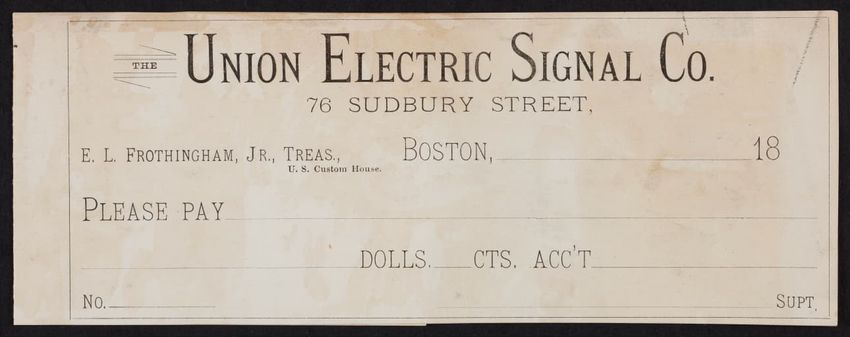 THE UNION ELECTRIC SIGNAL CO.
76 SUDBURY STREET,
E. L. FROTHINGHAM, JR., TREAS., BOSTON, 18
U. S. Custom House.
PLEASE PAY
DOLLS. CTS. ACC'T
NO. SUPT.